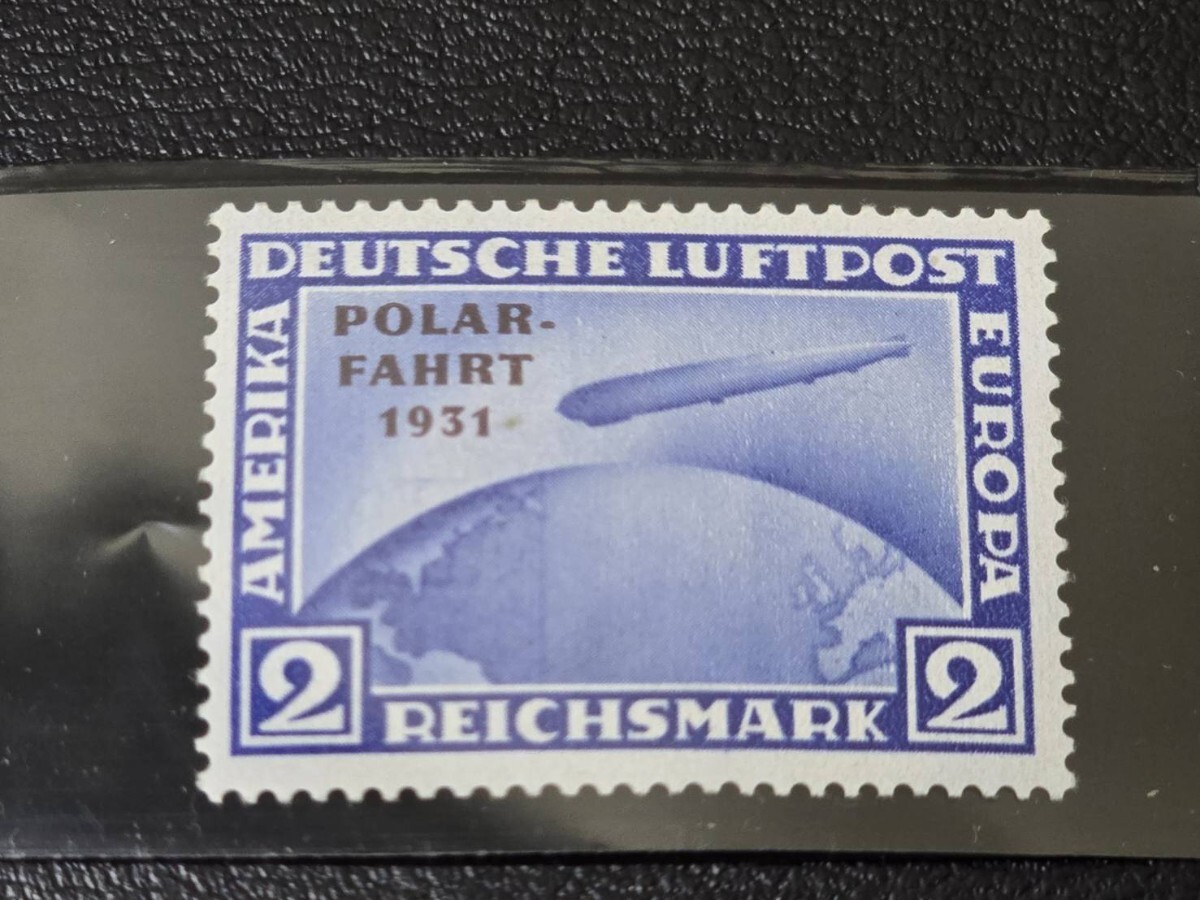 DEUTSCHE LUFTPOST
AMERIKA
EUROPA
POLAR-
FAHRT
1931
2
REICHSMARK
2